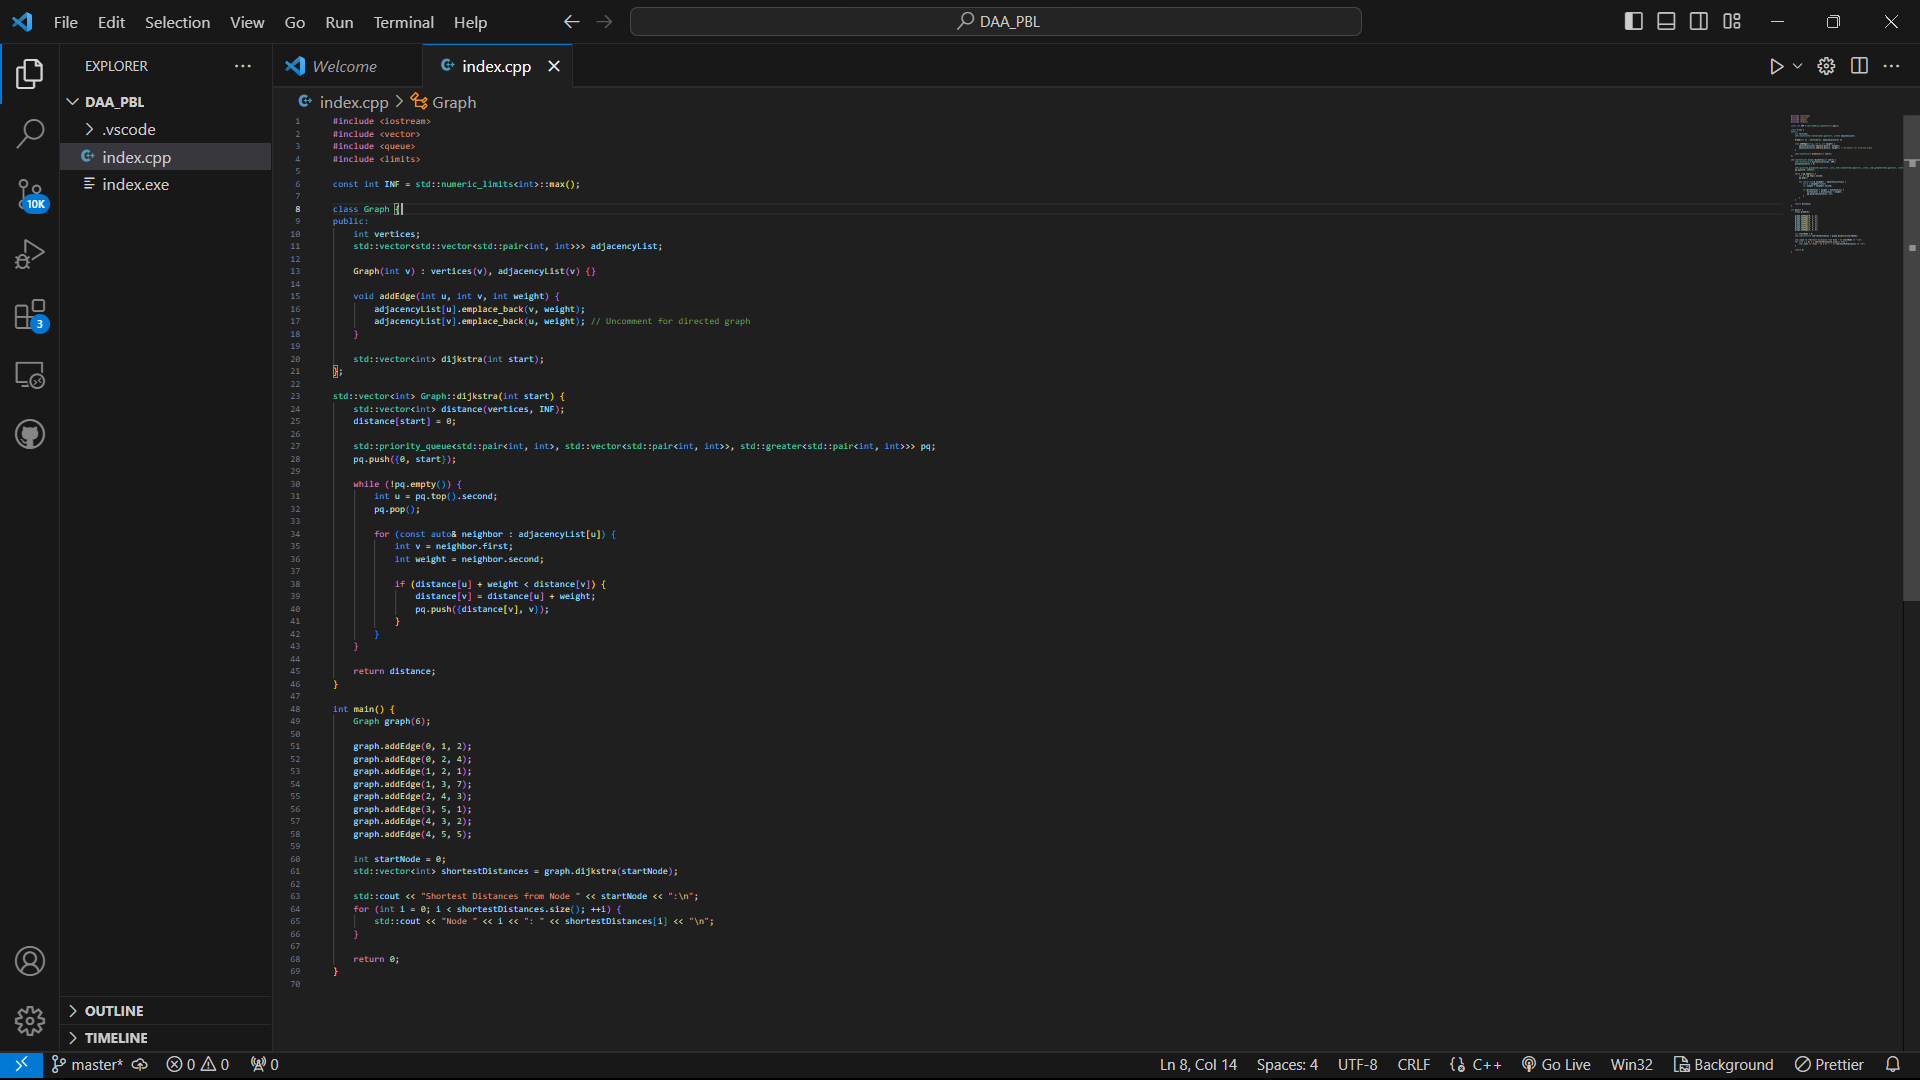 File Edit Selection View Go Run Terminal Help DAA_PBL
EXPLORER
DAA_PBL
.vscode
index.cpp
index.exe
10K
3
OUTLINE
TIMELINE
Welcome index.cpp
index.cpp > Graph
1 #include <iostream>
2 #include <vector>
3 #include <queue>
4 #include <limits>
5
6 const int INF = std::numeric_limits<int>::max();
7
8 class Graph {
9 public:
10 int vertices;
11 std::vector<std::vector<std::pair<int, int>>> adjacencyList;
12
13 Graph(int v) : vertices(v), adjacencyList(v) {}
14
15 void addEdge(int u, int v, int weight) {
16 adjacencyList[u].emplace_back(v, weight);
17 adjacencyList[v].emplace_back(u, weight); // Uncomment for directed graph
18 }
19
20 std::vector<int> dijkstra(int start);
21 };
22
23 std::vector<int> Graph::dijkstra(int start) {
24 std::vector<int> distance(vertices, INF);
25 distance[start] = 0;
26
27 std::priority_queue<std::pair<int, int>, std::vector<std::pair<int, int>>, std::greater<std::pair<int, int>>> pq;
28 pq.push({0, start});
29
30 while (!pq.empty()) {
31 int u = pq.top().second;
32 pq.pop();
33
34 for (const auto& neighbor : adjacencyList[u]) {
35 int v = neighbor.first;
36 int weight = neighbor.second;
37
38 if (distance[u] + weight < distance[v]) {
39 distance[v] = distance[u] + weight;
40 pq.push({distance[v], v});
41 }
42 }
43 }
44
45 return distance;
46 }
47
48 int main() {
49 Graph graph(6);
50
51 graph.addEdge(0, 1, 2);
52 graph.addEdge(0, 2, 4);
53 graph.addEdge(1, 2, 1);
54 graph.addEdge(1, 3, 7);
55 graph.addEdge(2, 4, 3);
56 graph.addEdge(3, 5, 1);
57 graph.addEdge(4, 3, 2);
58 graph.addEdge(4, 5, 5);
59
60 int startNode = 0;
61 std::vector<int> shortestDistances = graph.dijkstra(startNode);
62
63 std::cout << "Shortest Distances from Node " << startNode << ":\n";
64 for (int i = 0; i < shortestDistances.size(); ++i) {
65 std::cout << "Node " << i << ": " << shortestDistances[i] << "\n";
66 }
67
68 return 0;
69 }
70
master* 0 0 0 Ln 8, Col 14 Spaces: 4 UTF-8 CRLF {} C++ Go Live Win32 Background Prettier